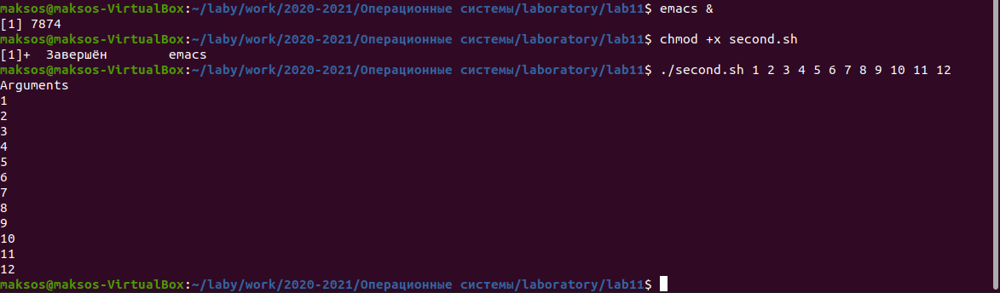 maksos@maksos-VirtualBox:~/laby/work/2020-2021/Операционные системы/laboratory/lab11$ emacs &
[1] 7874
maksos@maksos-VirtualBox:~/laby/work/2020-2021/Операционные системы/laboratory/lab11$ chmod +x second.sh
[1]+  Завершён        emacs
maksos@maksos-VirtualBox:~/laby/work/2020-2021/Операционные системы/laboratory/lab11$ ./second.sh 1 2 3 4 5 6 7 8 9 10 11 12
Arguments
1
2
3
4
5
6
7
8
9
10
11
12
maksos@maksos-VirtualBox:~/laby/work/2020-2021/Операционные системы/laboratory/lab11$